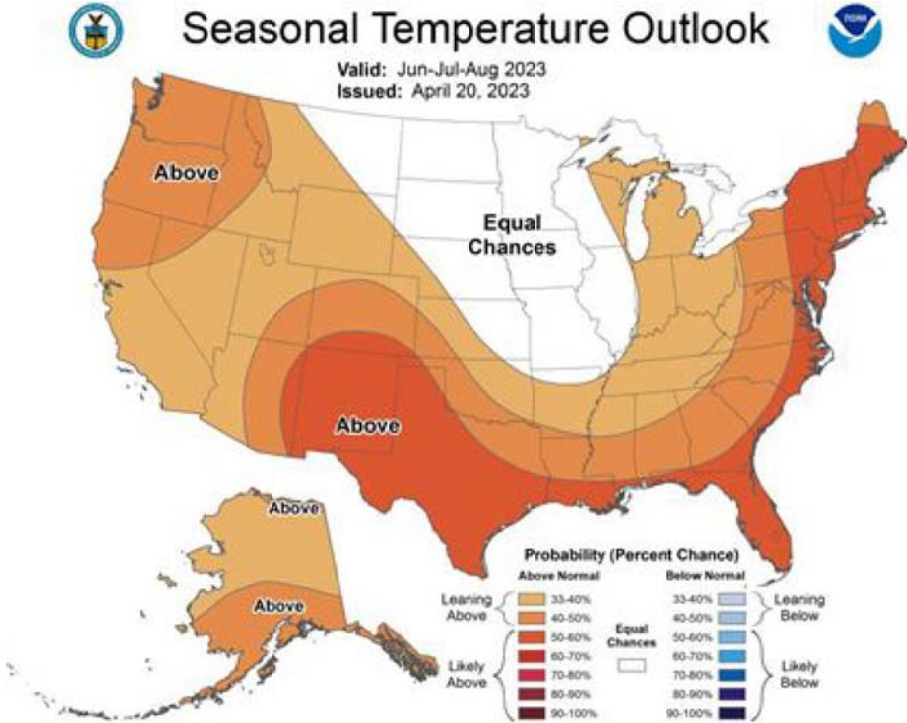 Seasonal Temperature Outlook
NOAA
Valid: Jun-Jul-Aug 2023
Issued: April 20, 2023
Above
Equal
Chances
Above
Above
Above
Probability (Percent Chance)
Above Normal Below Normal
Leaning
Above
33-40%
40-50%
Likely
Above
50-60%
60-70%
70-80%
80-90%
90-100%
Equal
Chances
33-40%
40-50%
Leaning
Below
50-60%
60-70%
70-80%
80-90%
90-100%
Likely
Below